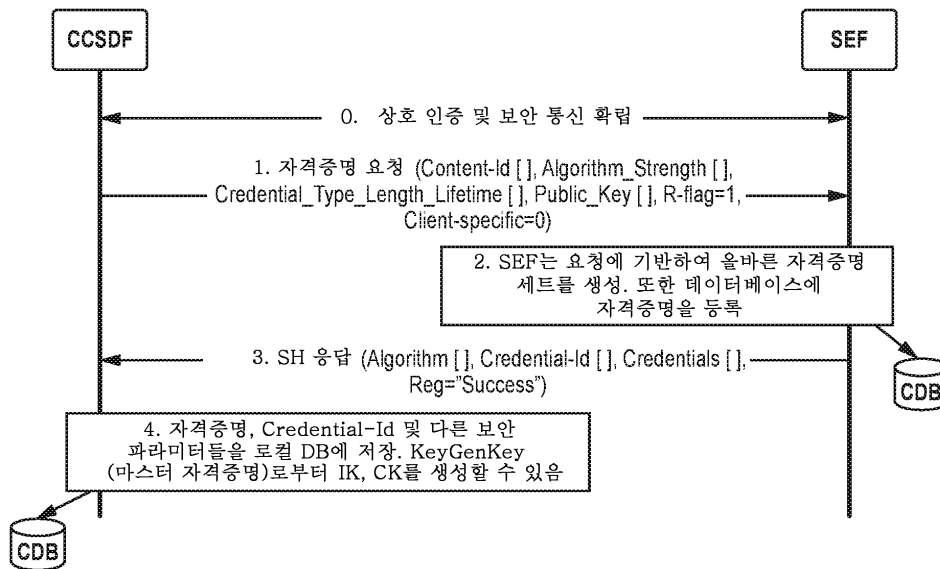 CCSDF
SEF
0. 상호 인증 및 보안 통신 확립
1. 자격증명 요청 (Content-Id [ ], Algorithm_Strength [ ],
Credential_Type_Length_Lifetime [ ], Public_Key [ ], R-flag=1,
Client-specific=0)
2. SEF는 요청에 기반하여 올바른 자격증명
세트를 생성. 또한 데이터베이스에
자격증명을 등록
CDB
3. SH 응답 (Algorithm [ ], Credential-Id [ ], Credentials [ ],
Reg="Success")
4. 자격증명, Credential-Id 및 다른 보안
파라미터들을 로컬 DB에 저장. KeyGenKey
(마스터 자격증명)로부터 IK, CK를 생성할 수 있음
CDB